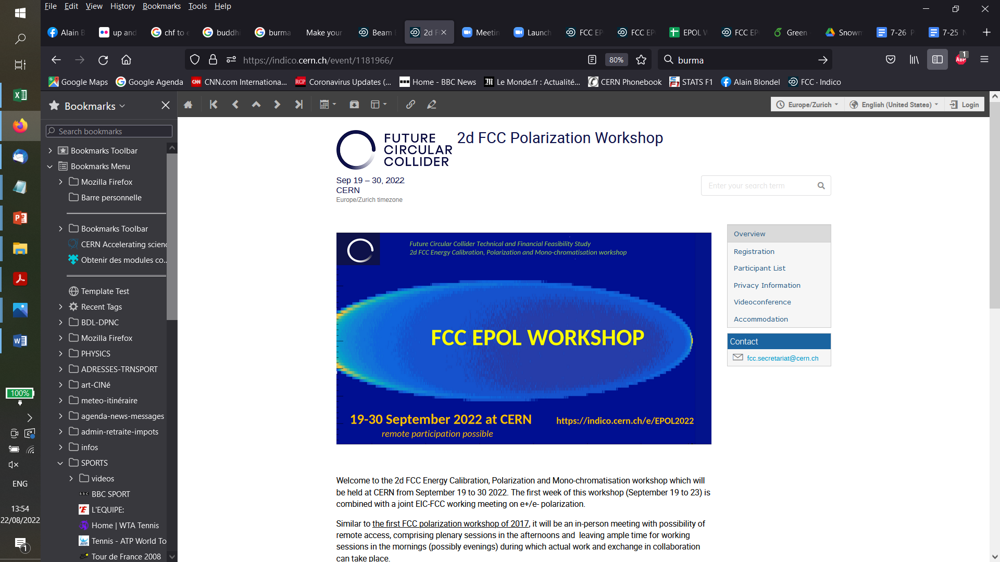 File Edit View History Bookmarks Tools Help
Alain B
up and
chf to e
buddhi
burma
Make your
Beam
2d F
Meetin
Launch
FCC EP
FCC EP
EPOL W
FCC EP
Green
Snowm
7-26 P
7-25
https://indico.cern.ch/event/1181966/
80%
burma
ABP
1
Google Maps
Google Agenda
CNN
CNN.com Internationa...
RCP
Coronavirus Updates (...
Home - BBC News
Le Monde.fr : Actualité...
CERN Phonebook
STATS F1
Alain Blondel
FCC · Indico
Bookmarks
Search bookmarks
Bookmarks Toolbar
Bookmarks Menu
Mozilla Firefox
Barre personnelle
Bookmarks Toolbar
CERN Accelerating scienc
Obtenir des modules co...
Template Test
Recent Tags
BDL-DPNC
Mozilla Firefox
PHYSICS
ADRESSES-TRNSPORT
art-CINé
meteo-itinéraire
agenda-news-messages
admin-retraite-impots
infos
SPORTS
videos
BBC SPORT
L'EQUIPE:
Home | WTA Tennis
Tennis - ATP World To
Tour de France 2008
100%
ENG
13:54
22/08/2022
1
Europe/Zurich
English (United States)
Login
FUTURE
CIRCULAR
COLLIDER
2d FCC Polarization Workshop
Sep 19 – 30, 2022
CERN
Europe/Zurich timezone
Enter your search term
Future Circular Collider Technical and Financial Feasibility Study
2d FCC Energy Calibration, Polarization and Mono-chromatisation workshop
FCC EPOL WORKSHOP
19-30 September 2022 at CERN
https://indico.cern.ch/e/EPOL2022
remote participation possible
Overview
Registration
Participant List
Privacy Information
Videoconference
Accommodation
Contact
fcc.secretariat@cern.ch
Welcome to the 2d FCC Energy Calibration, Polarization and Mono-chromatisation workshop which will
be held at CERN from September 19 to 30 2022. The first week of this workshop (September 19 to 23) is
combined with a joint EIC-FCC working meeting on e+/e- polarization.
Similar to the first FCC polarization workshop of 2017, it will be an in-person meeting with possibility of
remote access, comprising plenary sessions in the afternoons and leaving ample time for working
sessions in the mornings (possibly evenings) during which actual work and exchange in collaboration
can take place.